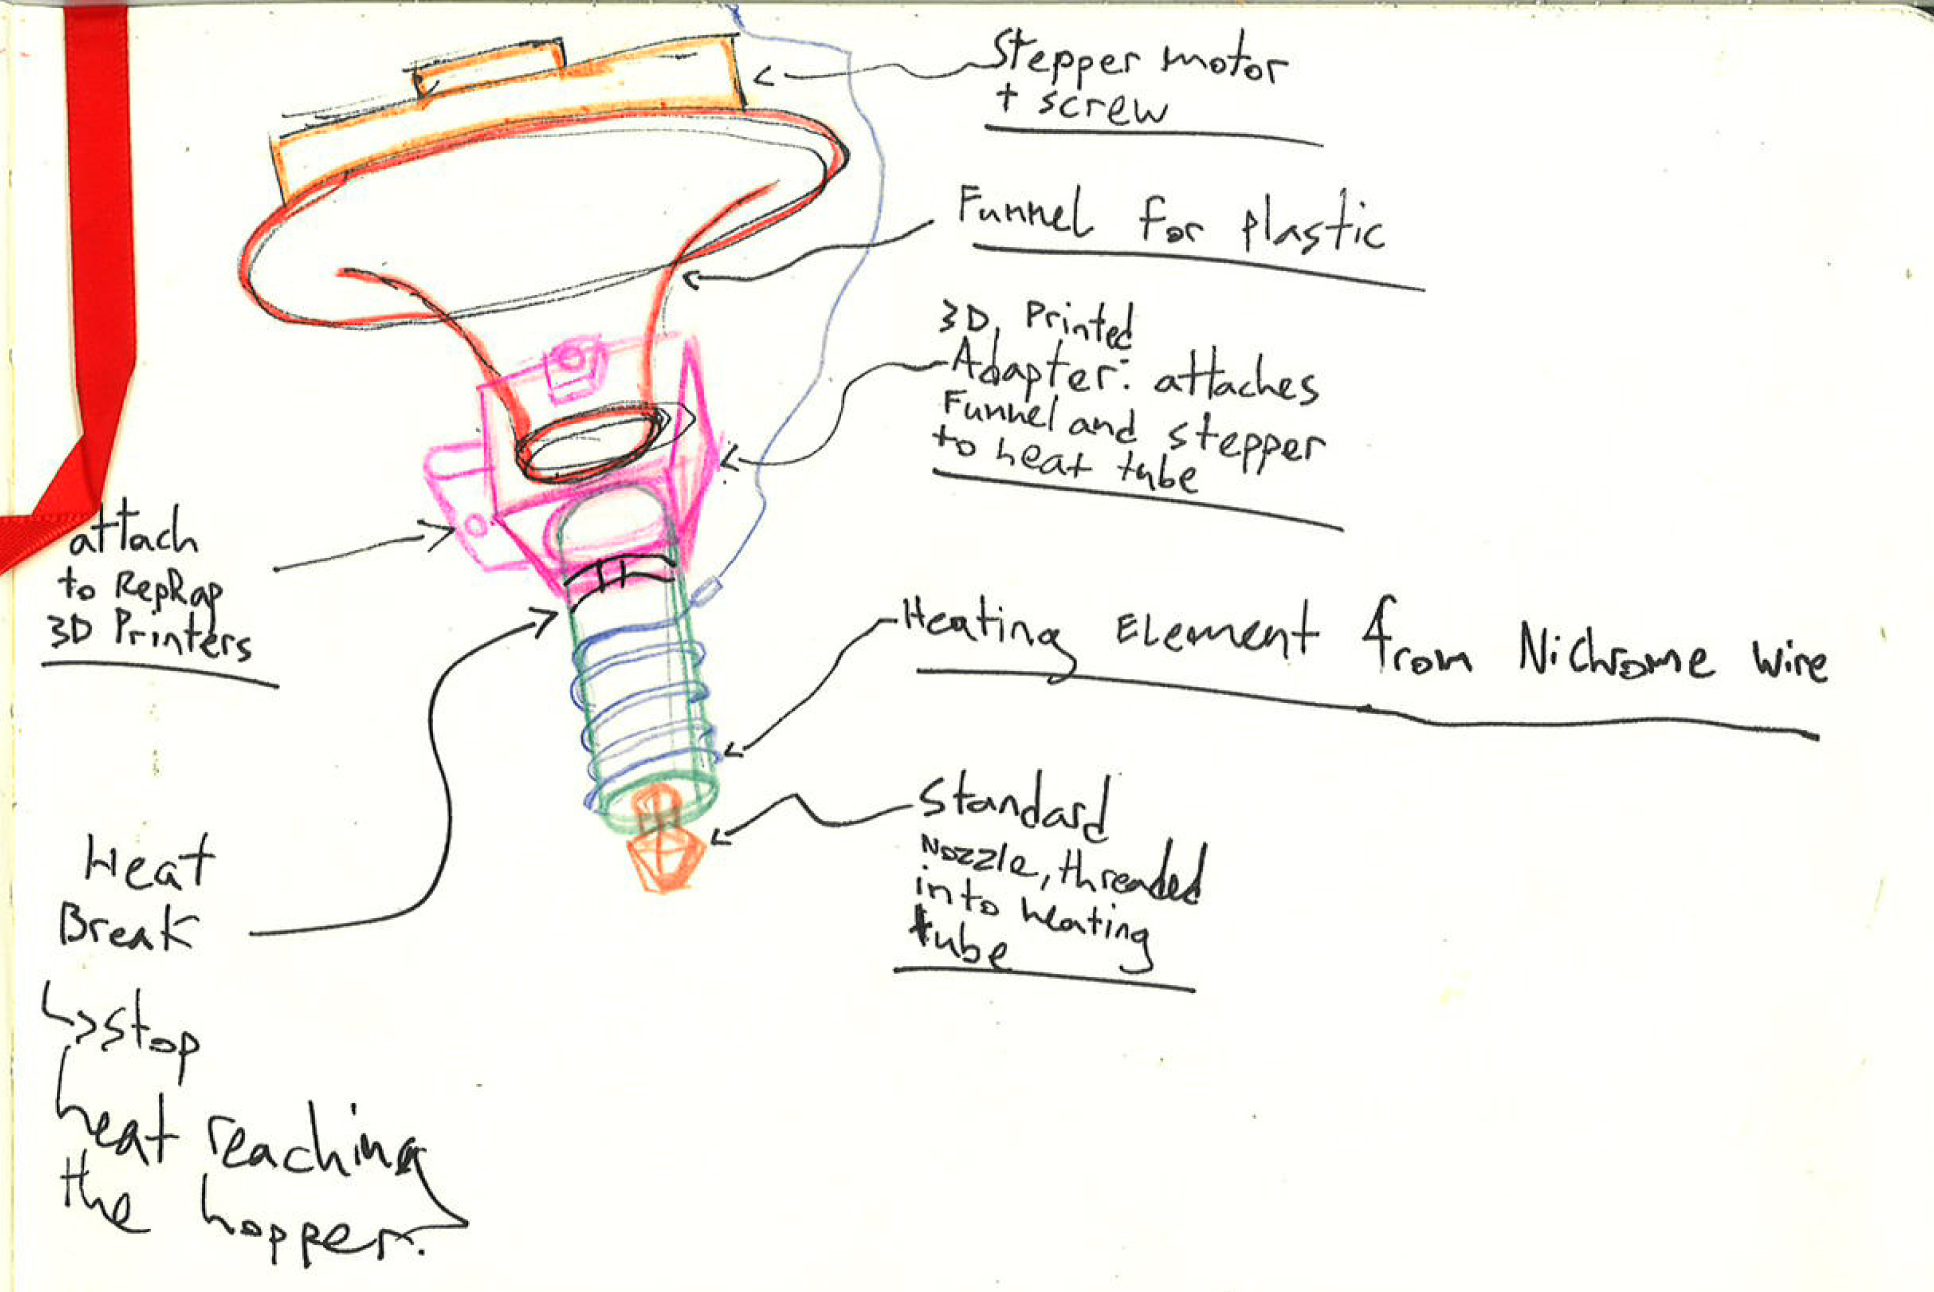 Stepper motor
+ screw
Funnel for plastic
3D Printed
Adapter: attaches
Funnel and stepper
to heat tube
attach
to RepRap
3D Printers
Heating Element from Nichrome wire
Standard
Nozzle, threaded
into heating
tube
Heat
Break
↳ stop
heat reaching
the hopper.